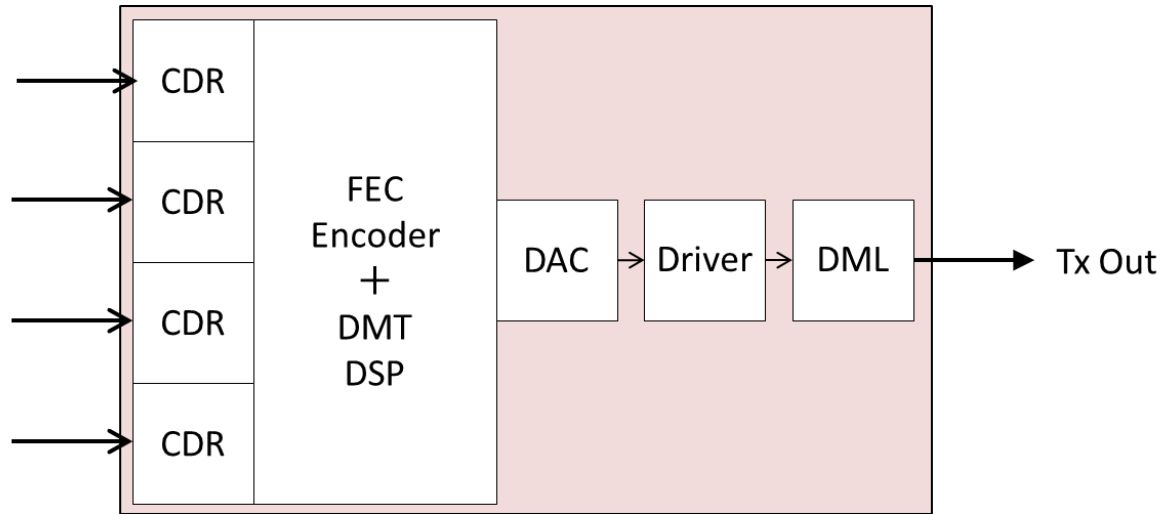 CDR
CDR
CDR
CDR
FEC
Encoder
+
DMT
DSP
DAC
Driver
DML
Tx Out